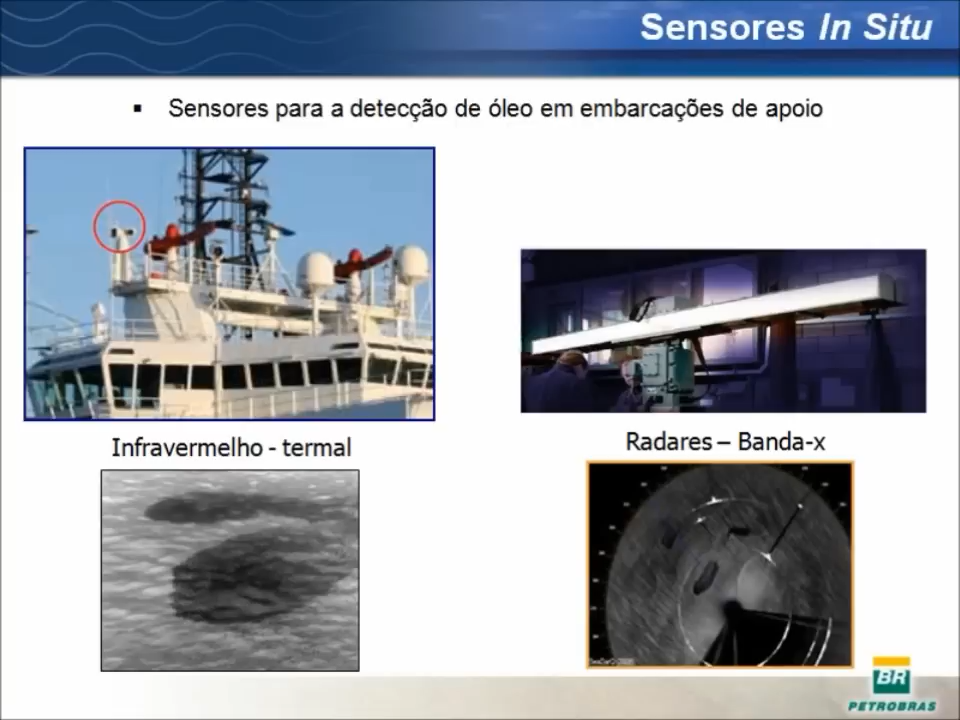 Sensores In Situ
▪ Sensores para a detecção de óleo em embarcações de apoio
Infravermelho - termal
Radares – Banda-x
BR
PETROBRAS